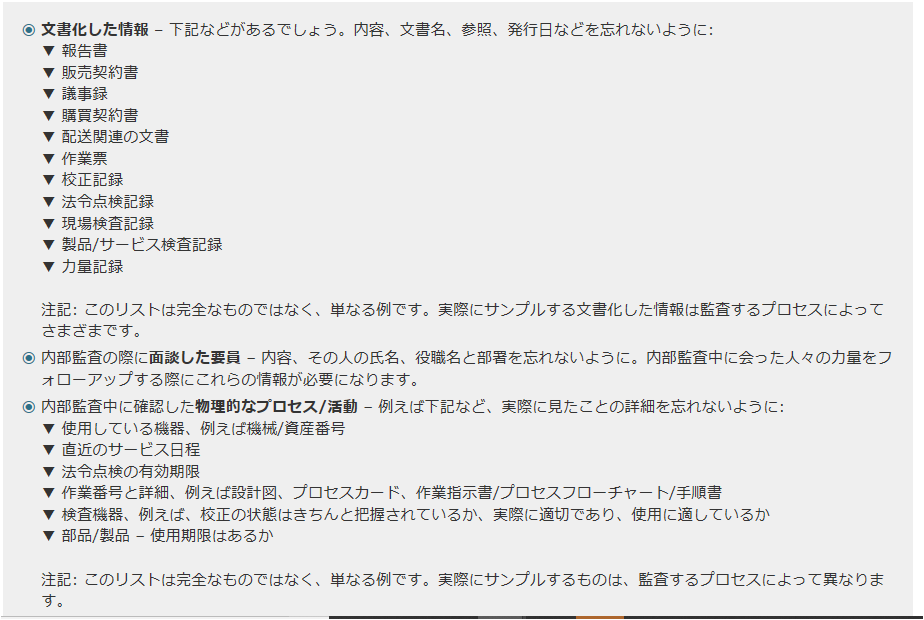 ◉ 文書化した情報 – 下記などがあるでしょう。内容、文書名、参照、発行日などを忘れないように:
▼ 報告書
▼ 販売契約書
▼ 議事録
▼ 購買契約書
▼ 配送関連の文書
▼ 作業票
▼ 校正記録
▼ 法令点検記録
▼ 現場検査記録
▼ 製品/サービス検査記録
▼ 力量記録
注記: このリストは完全なものではなく、単なる例です。実際にサンプルする文書化した情報は監査するプロセスによって
さまざまです。
◉ 内部監査の際に面談した要員 – 内容、その人の氏名、役職名と部署を忘れないように。内部監査中に会った人々の力量をフ
ォローアップする際にこれらの情報が必要になります。
◉ 内部監査中に確認した物理的なプロセス/活動 – 例えば下記など、実際に見たことの詳細を忘れないように:
▼ 使用している機器、例えば機械/資産番号
▼ 直近のサービス日程
▼ 法令点検の有効期限
▼ 作業番号と詳細、例えば設計図、プロセスカード、作業指示書/プロセスフローチャート/手順書
▼ 検査機器、例えば、校正の状態はきちんと把握されているか、実際に適切であり、使用に適しているか
▼ 部品/製品 – 使用期限はあるか
注記: このリストは完全なものではなく、単なる例です。実際にサンプルするものは、監査するプロセスによって異なりま
す。